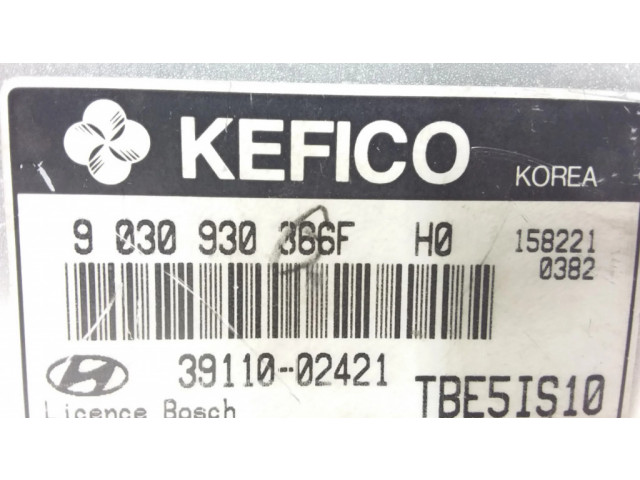 KEFICO KOREA
9 030 930 366F H0 158221
0382
39110-02421
Licence Bosch TBE5IS10